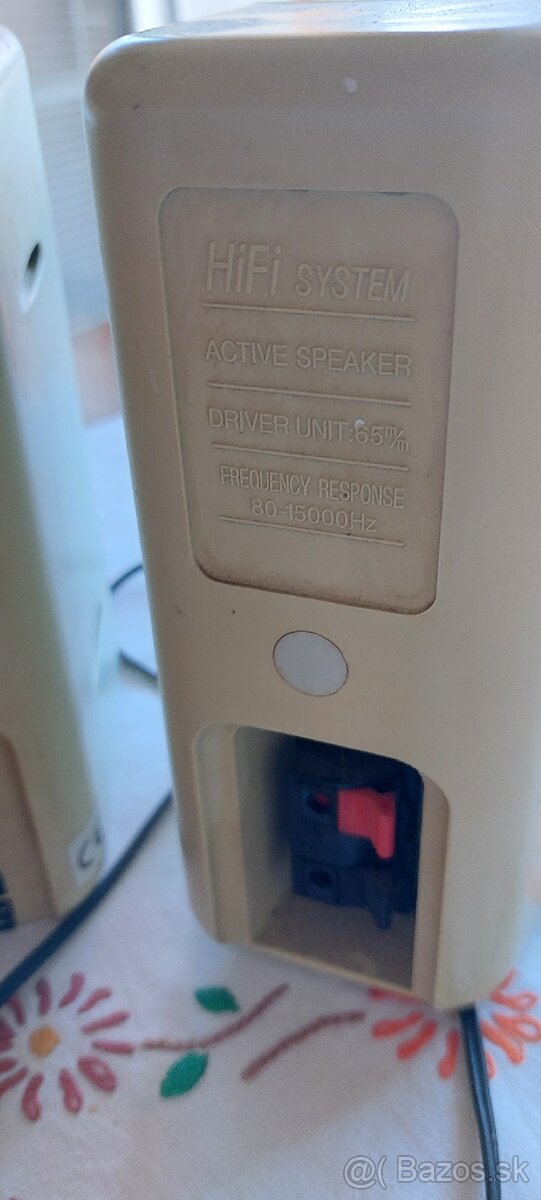 HiFi SYSTEM
ACTIVE SPEAKER
DRIVER UNIT:65m/m
FREQUENCY RESPONSE
80-15000Hz
C€
@( Bazos.sk